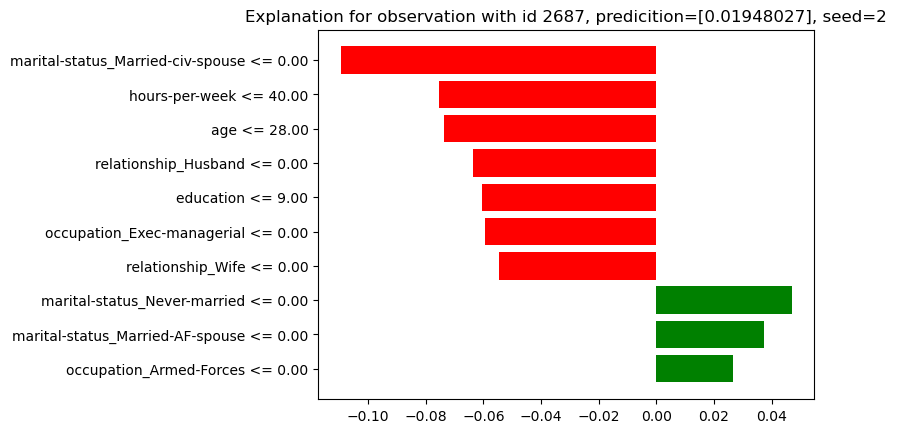 Explanation for observation with id 2687, predicition=[0.01948027], seed=2
marital-status_Married-civ-spouse <= 0.00
hours-per-week <= 40.00
age <= 28.00
relationship_Husband <= 0.00
education <= 9.00
occupation_Exec-managerial <= 0.00
relationship_Wife <= 0.00
marital-status_Never-married <= 0.00
marital-status_Married-AF-spouse <= 0.00
occupation_Armed-Forces <= 0.00
−0.10 −0.08 −0.06 −0.04 −0.02 0.00 0.02 0.04